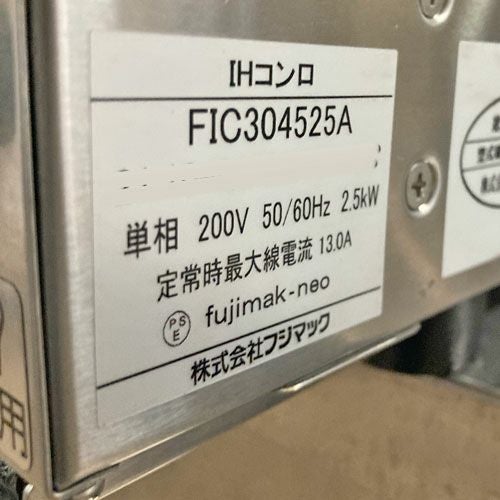 IHコンロ
FIC304525A
単相 200V 50/60Hz 2.5kW
定常時最大線電流 13.0A
PSE fujimak-neo
株式会社フジマック
用